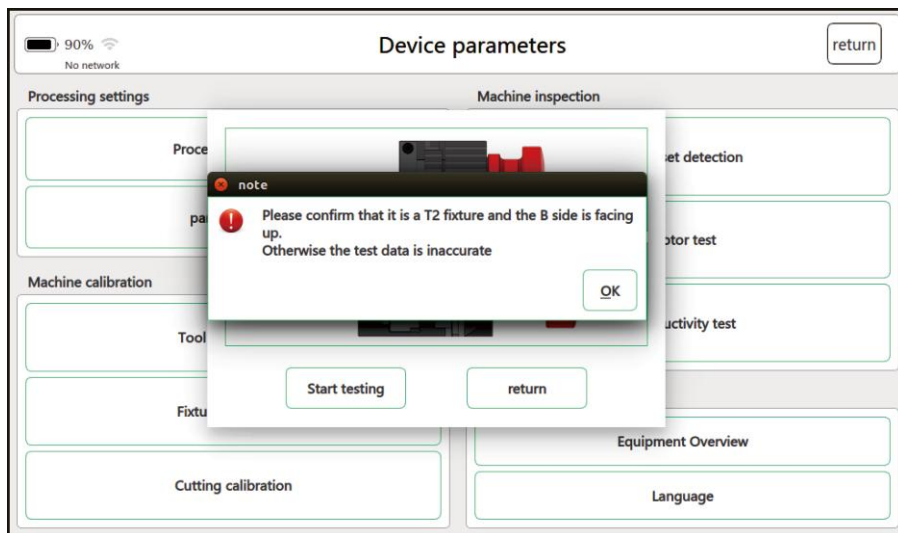 90%
No network
Device parameters
return
Processing settings
Machine inspection
Proce
et detection
pa
otor test
note
Please confirm that it is a T2 fixture and the B side is facing
up.
Otherwise the test data is inaccurate
OK
Machine calibration
Tool
uctivity test
Start testing
return
Fixtu
Equipment Overview
Cutting calibration
Language